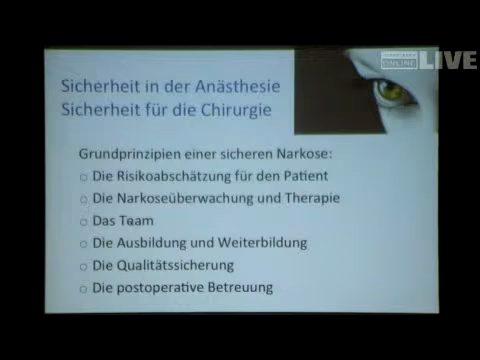 ONLINE LIVE
Sicherheit in der Anästhesie
Sicherheit für die Chirurgie
Grundprinzipien einer sicheren Narkose:
○ Die Risikoabschätzung für den Patient
○ Die Narkoseüberwachung und Therapie
○ Das Team
○ Die Ausbildung und Weiterbildung
○ Die Qualitätssicherung
○ Die postoperative Betreuung